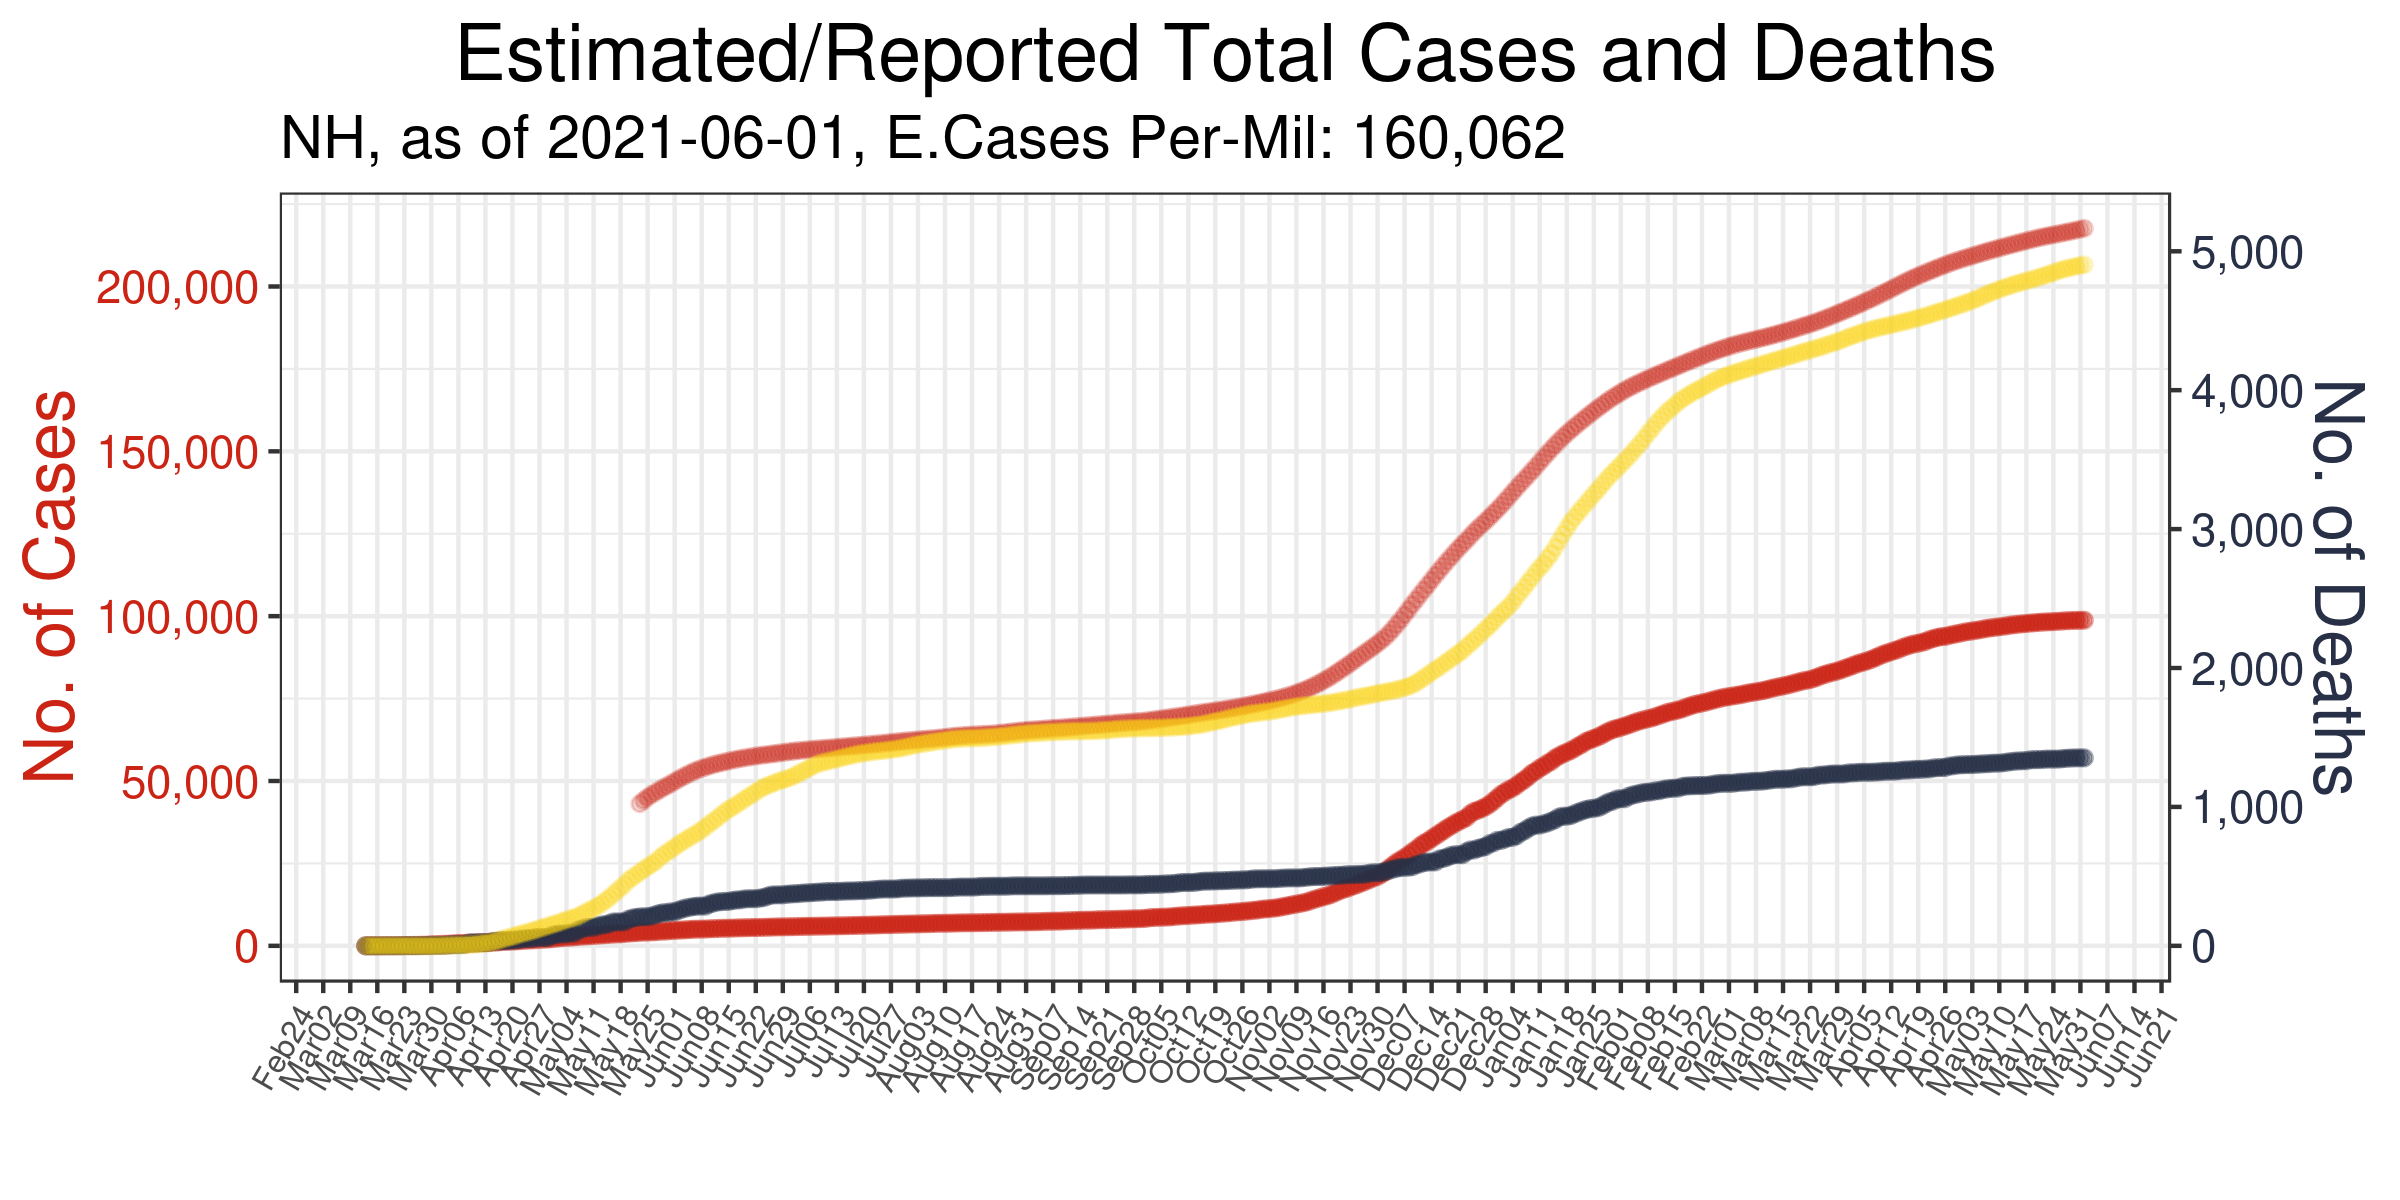 Estimated/Reported Total Cases and Deaths
NH, as of 2021-06-01, E.Cases Per-Mil: 160,062
No. of Cases
200,000
150,000
100,000
50,000
0
5,000
4,000
3,000
2,000
1,000
0
No. of Deaths
Feb24
Mar02
Mar09
Mar16
Mar23
Mar30
Apr06
Apr13
Apr20
Apr27
May04
May11
May18
May25
Jun01
Jun08
Jun15
Jun22
Jun29
Jul06
Jul13
Jul20
Jul27
Aug03
Aug10
Aug17
Aug24
Aug31
Sep07
Sep14
Sep21
Sep28
Oct05
Oct12
Oct19
Oct26
Nov02
Nov09
Nov16
Nov23
Nov30
Dec07
Dec14
Dec21
Dec28
Jan04
Jan11
Jan18
Jan25
Feb01
Feb08
Feb15
Feb22
Mar01
Mar08
Mar15
Mar22
Mar29
Apr05
Apr12
Apr19
Apr26
May03
May10
May17
May24
May31
Jun07
Jun14
Jun21